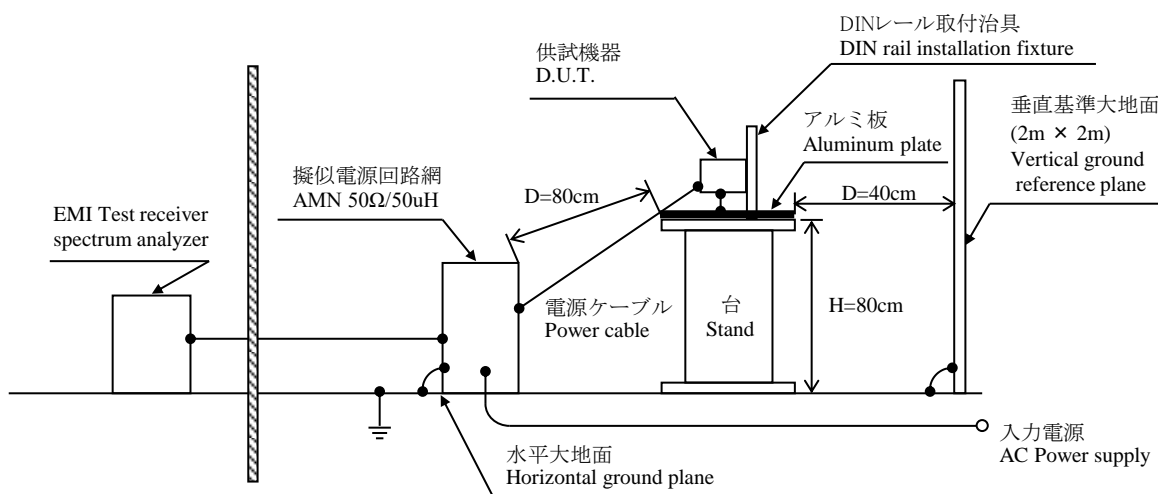 DINレール取付治具
DIN rail installation fixture
供試機器
D.U.T.
アルミ板
Aluminum plate
垂直基準大地面
(2m × 2m)
Vertical ground
reference plane
擬似電源回路網
AMN 50Ω/50uH
D=80cm
D=40cm
EMI Test receiver
spectrum analyzer
電源ケーブル
Power cable
台
Stand
H=80cm
水平大地面
Horizontal ground plane
入力電源
AC Power supply